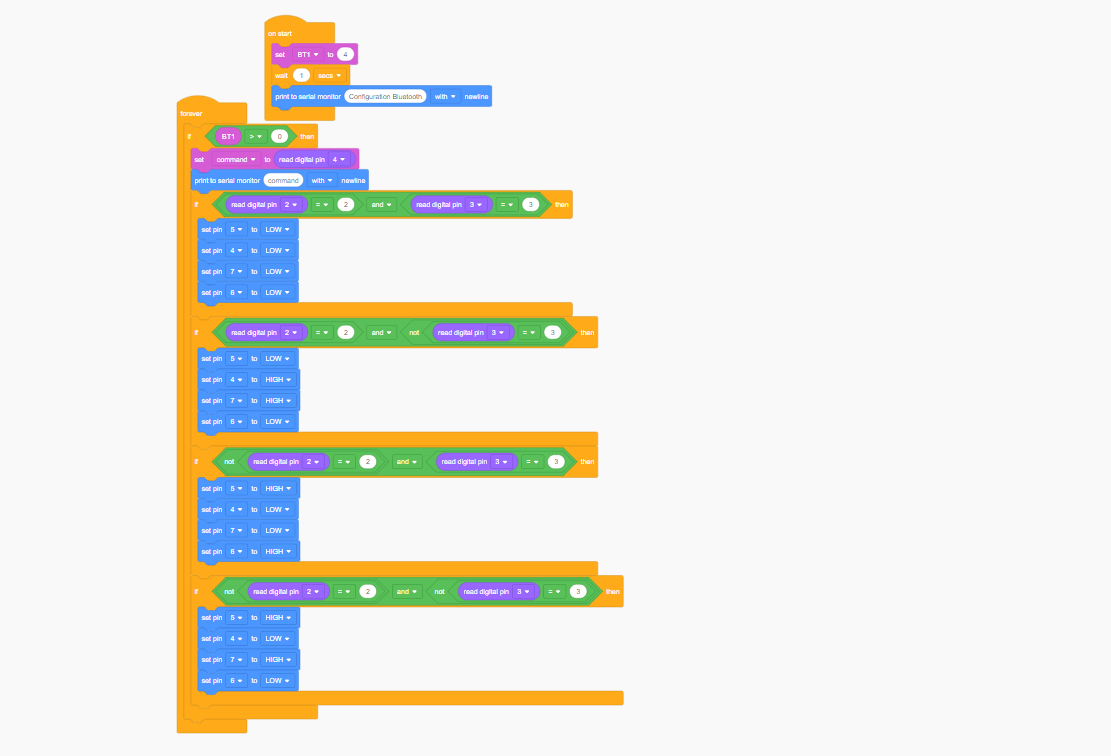 on start
set BT1 to 4
wait 1 secs
print to serial monitor Configuration Bluetooth with newline
forever
if BT1 > 0 then
set command to read digital pin 4
print to serial monitor command with newline
if read digital pin 2 = 2 and read digital pin 3 = 3 then
set pin 5 to LOW
set pin 4 to LOW
set pin 7 to LOW
set pin 6 to LOW
if read digital pin 2 = 2 and not read digital pin 3 = 3 then
set pin 5 to LOW
set pin 4 to HIGH
set pin 7 to HIGH
set pin 6 to LOW
if not read digital pin 2 = 2 and read digital pin 3 = 3 then
set pin 5 to HIGH
set pin 4 to LOW
set pin 7 to LOW
set pin 6 to HIGH
if not read digital pin 2 = 2 and not read digital pin 3 = 3 then
set pin 5 to HIGH
set pin 4 to LOW
set pin 7 to HIGH
set pin 6 to LOW